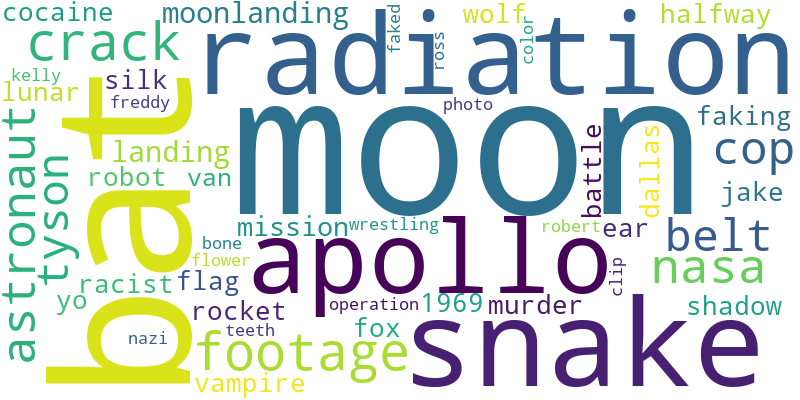 cocaine
moonlanding
faked
wolf
halfway
crack
radiation
ross
color
kelly
silk
lunar
freddy
bat
moon
photo
faking
astronaut
tyson
landing
robot
van
battle
dallas
cop
jake
mission
wrestling
bone
flower
apollo
robert
ear
belt
racist
flag
nasa
clip
yo
rocket
operation
1969
murder
shadow
nazi
teeth
fox
snake
footage
vampire